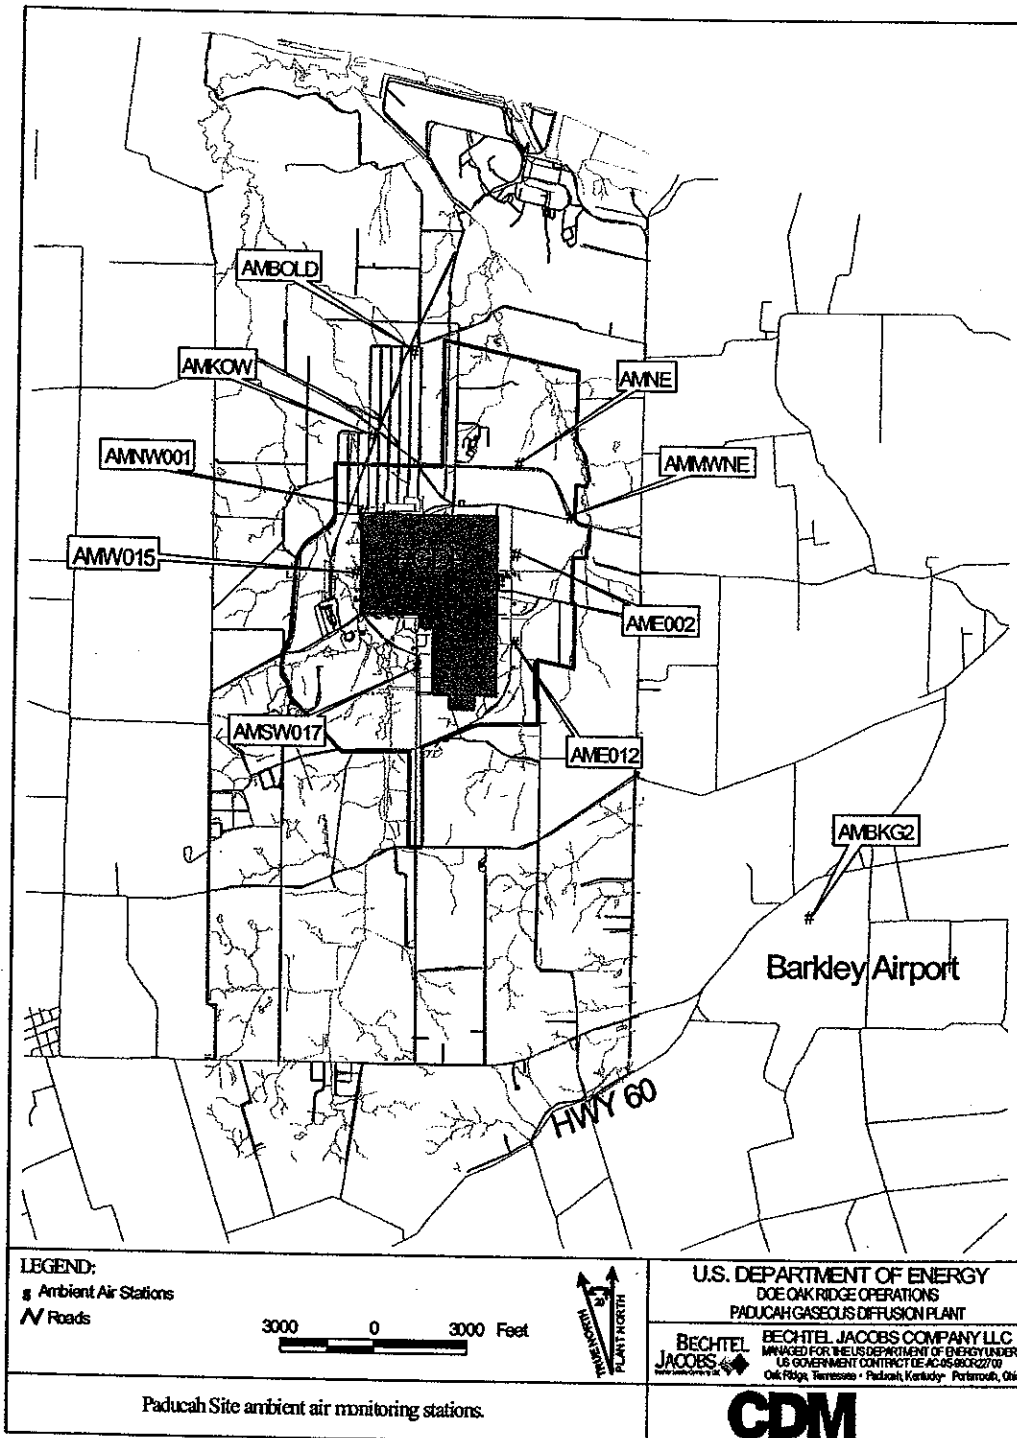 AMBOLD
AMKOW
AMNE
AMNW001
AMMWNE
AMW015
AME002
AMSW017
AME012
AMBKG2
#
Barkley Airport
HWY 60
LEGEND:
Ambient Air Stations
Roads
3000 0 3000 Feet
TRUE NORTH
PLANT NORTH
U.S. DEPARTMENT OF ENERGY
DOE OAK RIDGE OPERATIONS
PADUCAH GASEOUS DIFFUSION PLANT
BECHTEL
JACOBS
BECHTEL JACOBS COMPANY LLC
MANAGED FOR THE US DEPARTMENT OF ENERGY UNDER
US GOVERNMENT CONTRACT DE-AC-05-98OR22700
Oak Ridge, Tennessee • Paducah, Kentucky • Portsmouth, Ohio
Paducah Site ambient air monitoring stations.
CDM